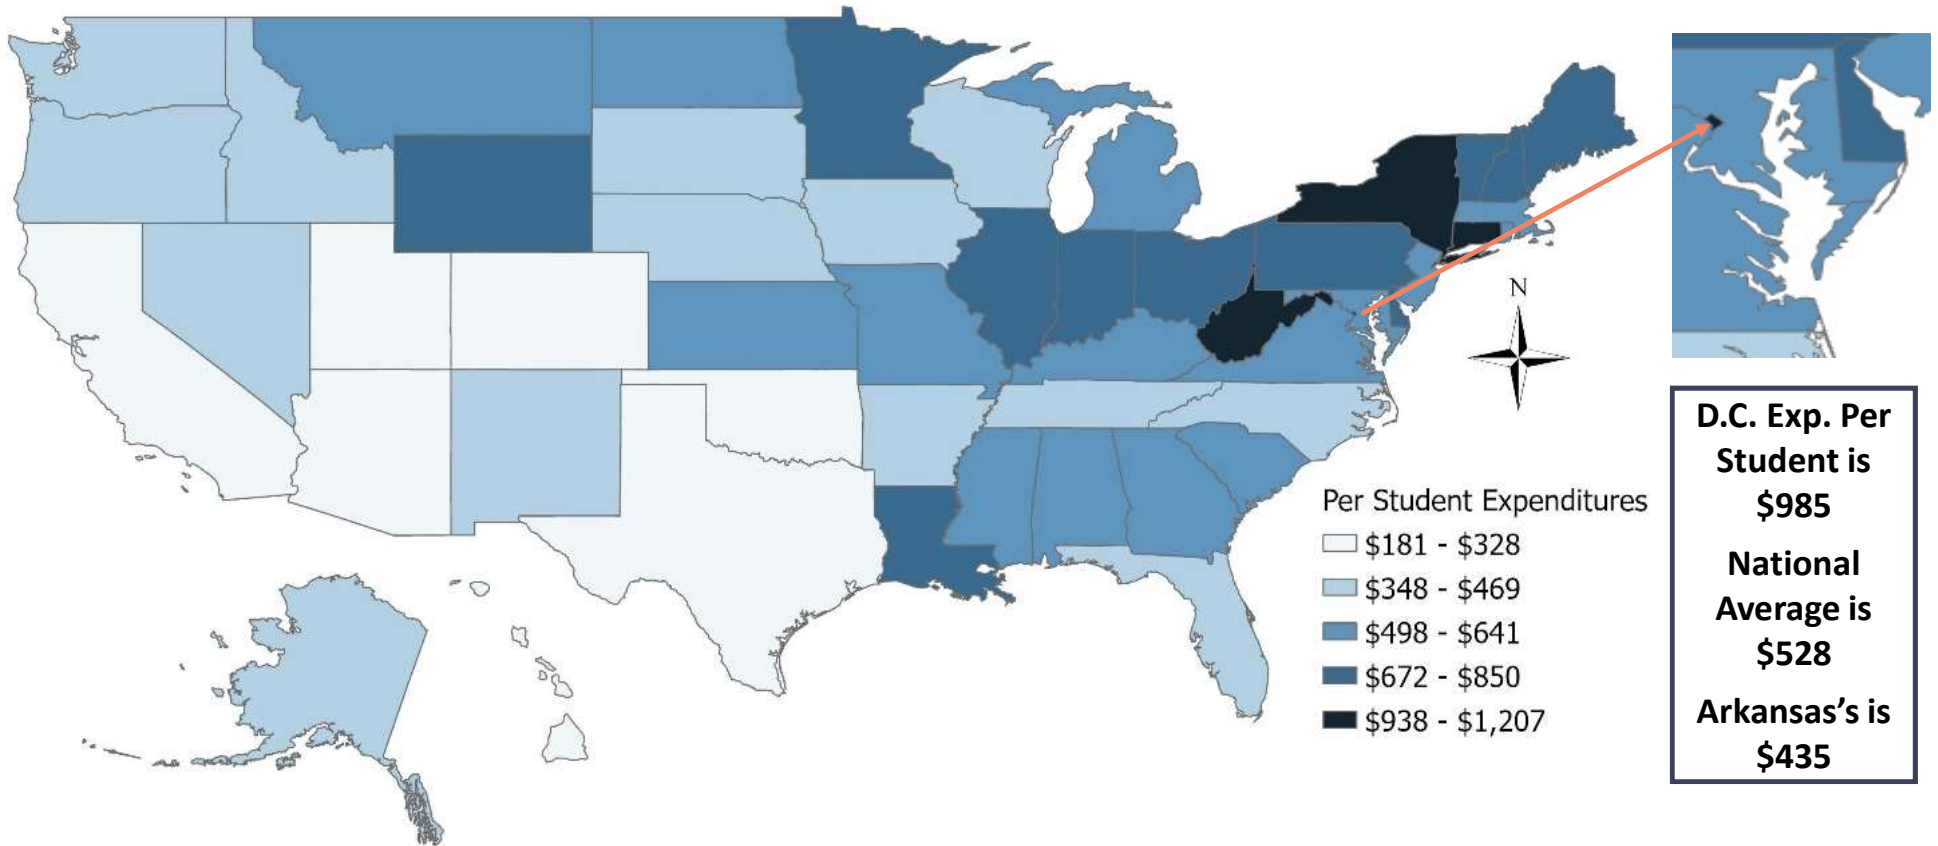 N
Per Student Expenditures
$181 - $328
$348 - $469
$498 - $641
$672 - $850
$938 - $1,207
D.C. Exp. Per
Student is
$985
National
Average is
$528
Arkansas's is
$435